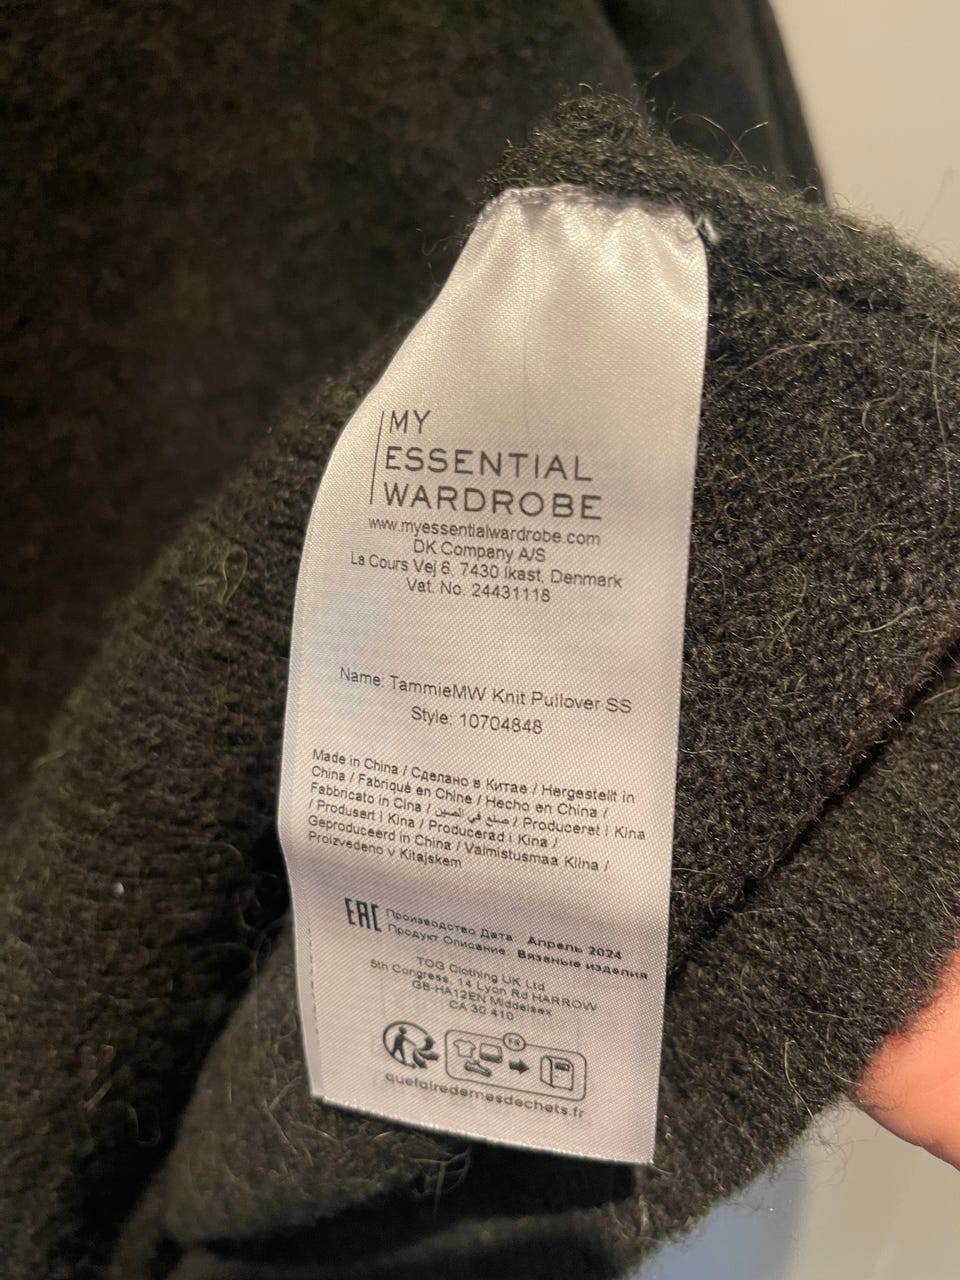 MY
ESSENTIAL
WARDROBE
www.myessentialwardrobe.com
DK Company A/S
La Cours Vej 6, 7430 Ikast, Denmark
Vat. No. 24431118
Name: TammieMW Knit Pullover SS
Style: 10704848
Made in China / Сделано в Китае / Hergestellt in
China / Fabriqué en Chine / Hecho en China /
Fabbricato in Cina / صنع في الصين / Produceret i Kina
/ Produsert i Kina / Producerad i Kina /
Geproduceerd in China / Valmistusmaa Kiina /
Proizvedeno v Kitajskem
EAC Производство Дата: Апрель 2024
Продукт Описание: Вязеные изделия
TOG Clothing UK Ltd
5th Congress, 14 Lyon Rd HARROW
GB-HA12EN Middelsex
CA 30 410
FR
quefairedemesdechets.fr